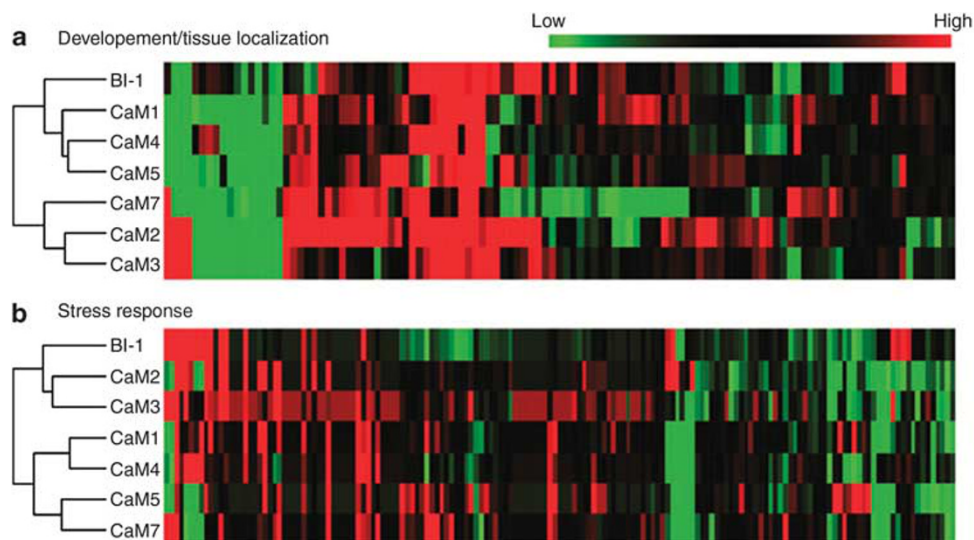 Low High
a Developement/tissue localization
BI-1
CaM1
CaM4
CaM5
CaM7
CaM2
CaM3
b Stress response
BI-1
CaM2
CaM3
CaM1
CaM4
CaM5
CaM7